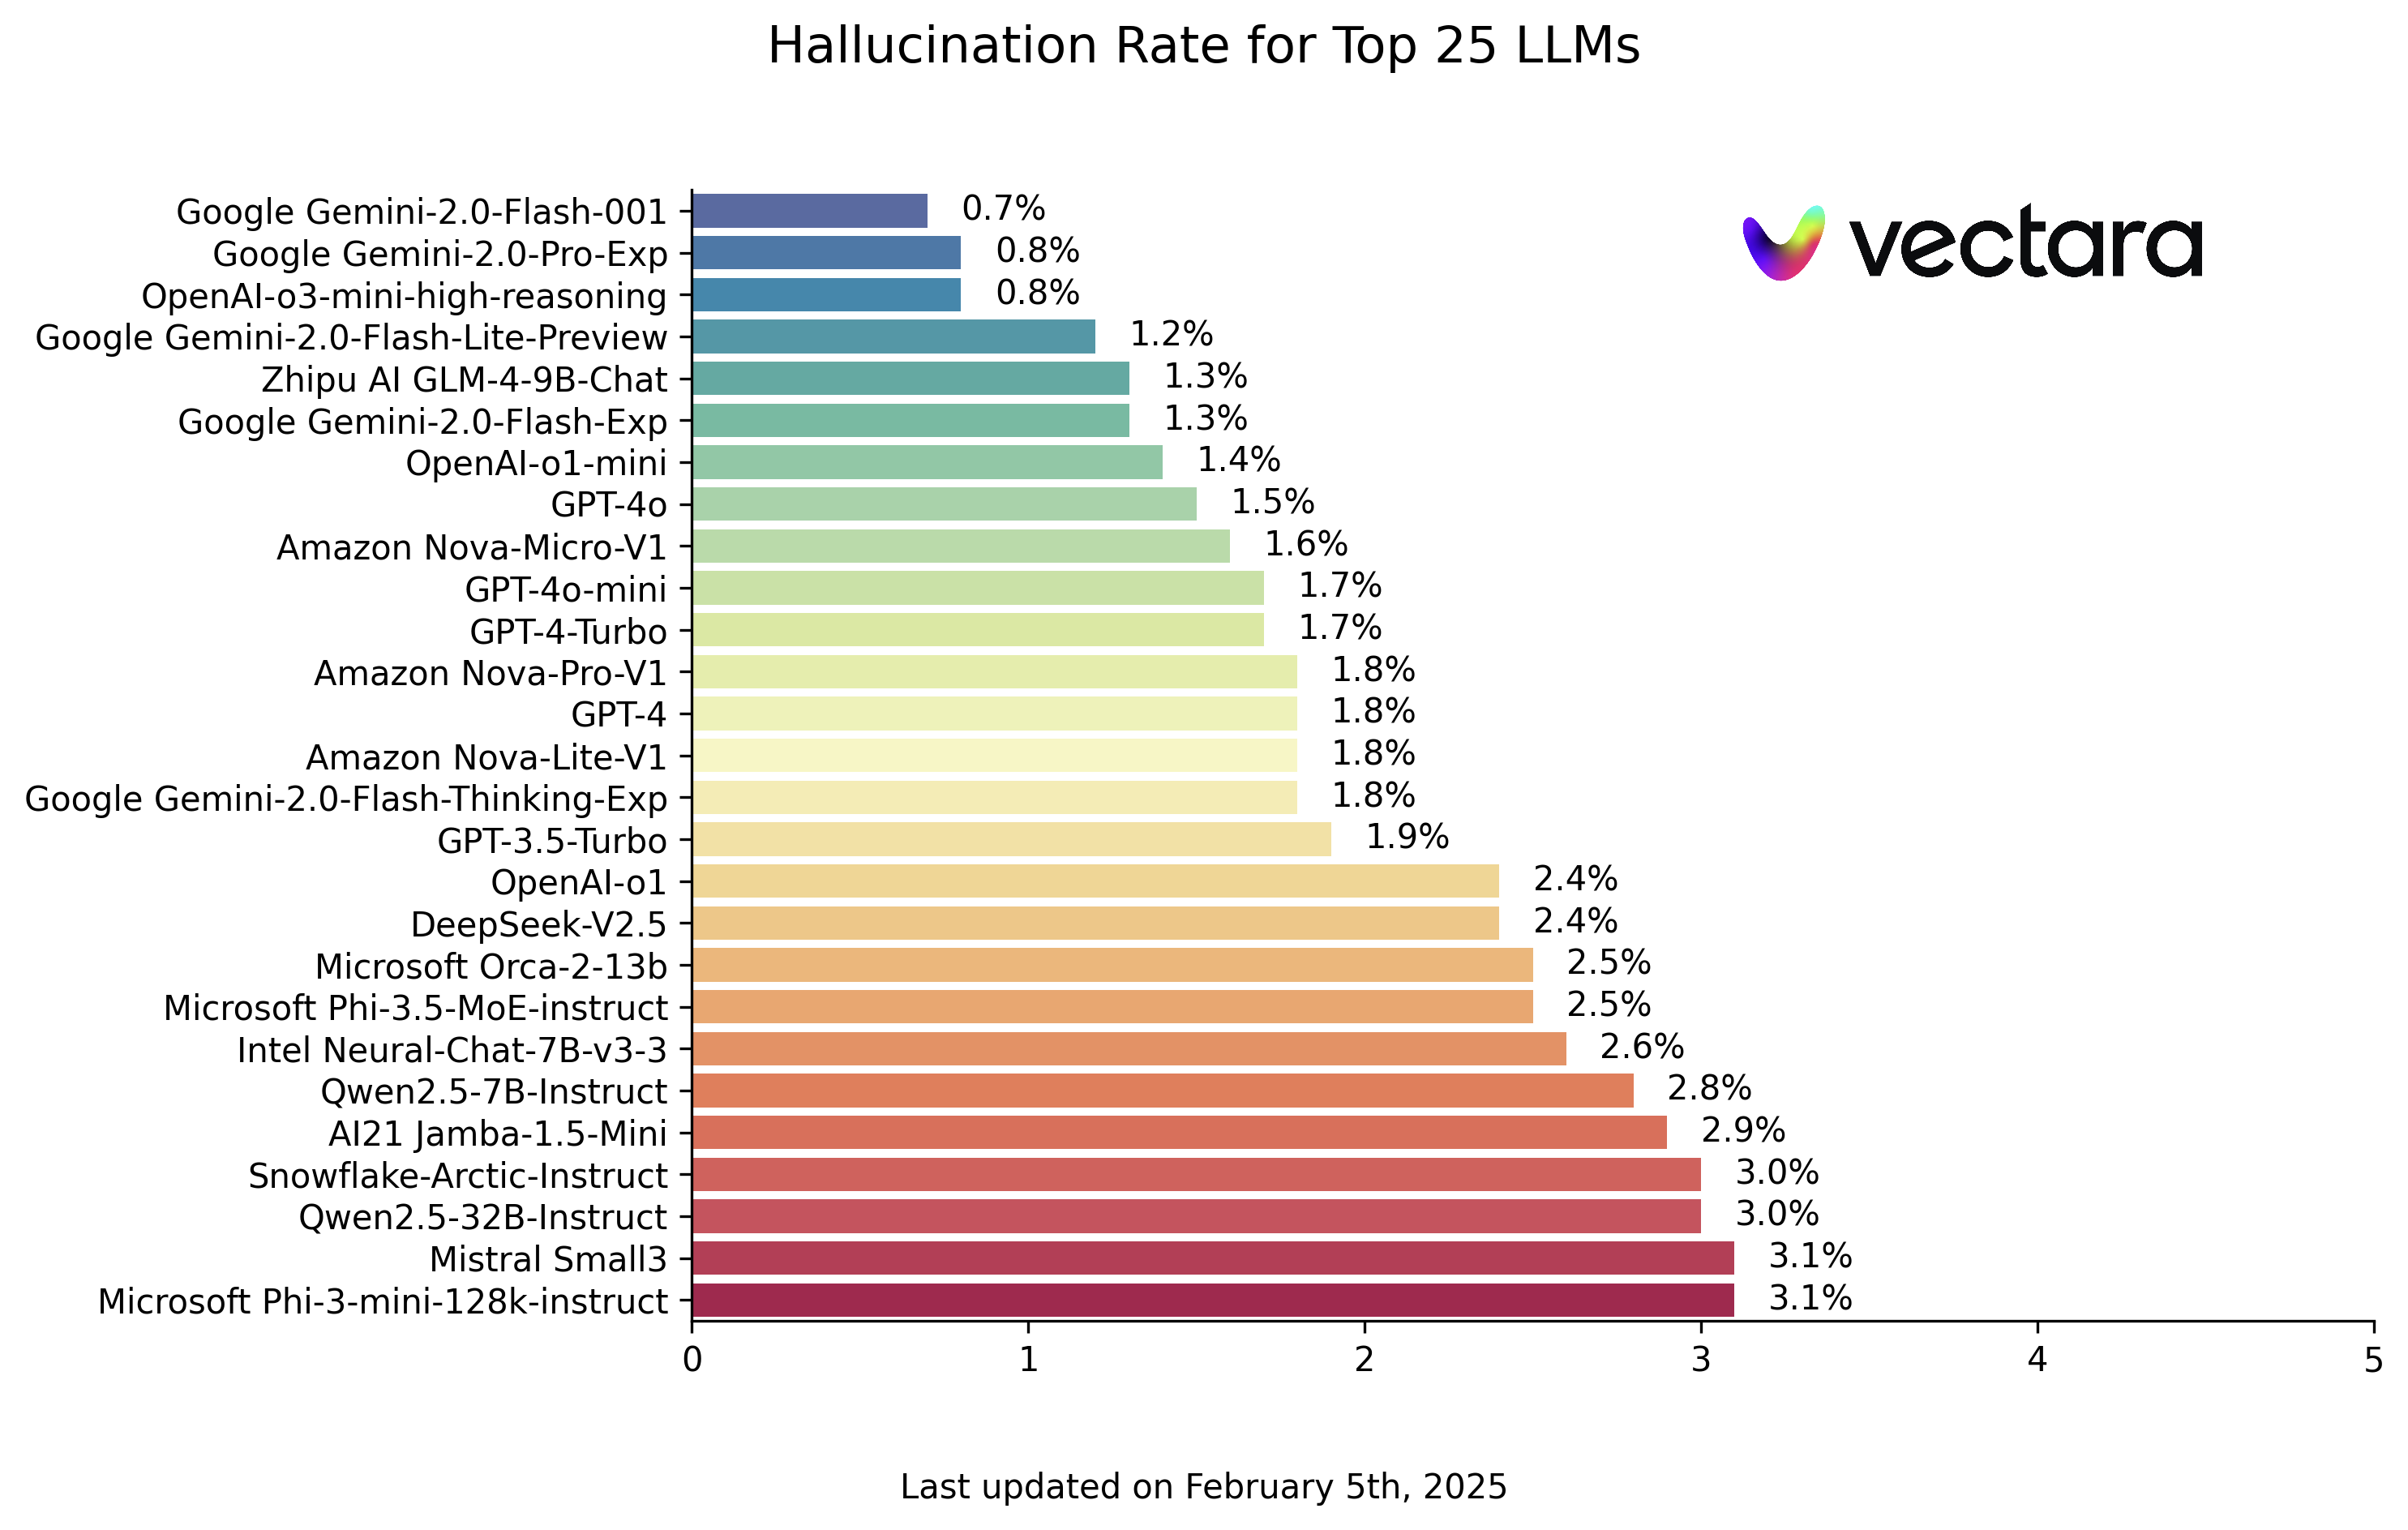 Hallucination Rate for Top 25 LLMs
vectara
Google Gemini-2.0-Flash-001 0.7%
Google Gemini-2.0-Pro-Exp 0.8%
OpenAI-o3-mini-high-reasoning 0.8%
Google Gemini-2.0-Flash-Lite-Preview 1.2%
Zhipu AI GLM-4-9B-Chat 1.3%
Google Gemini-2.0-Flash-Exp 1.3%
OpenAI-o1-mini 1.4%
GPT-4o 1.5%
Amazon Nova-Micro-V1 1.6%
GPT-4o-mini 1.7%
GPT-4-Turbo 1.7%
Amazon Nova-Pro-V1 1.8%
GPT-4 1.8%
Amazon Nova-Lite-V1 1.8%
Google Gemini-2.0-Flash-Thinking-Exp 1.8%
GPT-3.5-Turbo 1.9%
OpenAI-o1 2.4%
DeepSeek-V2.5 2.4%
Microsoft Orca-2-13b 2.5%
Microsoft Phi-3.5-MoE-instruct 2.5%
Intel Neural-Chat-7B-v3-3 2.6%
Qwen2.5-7B-Instruct 2.8%
AI21 Jamba-1.5-Mini 2.9%
Snowflake-Arctic-Instruct 3.0%
Qwen2.5-32B-Instruct 3.0%
Mistral Small3 3.1%
Microsoft Phi-3-mini-128k-instruct 3.1%
0 1 2 3 4 5
Last updated on February 5th, 2025